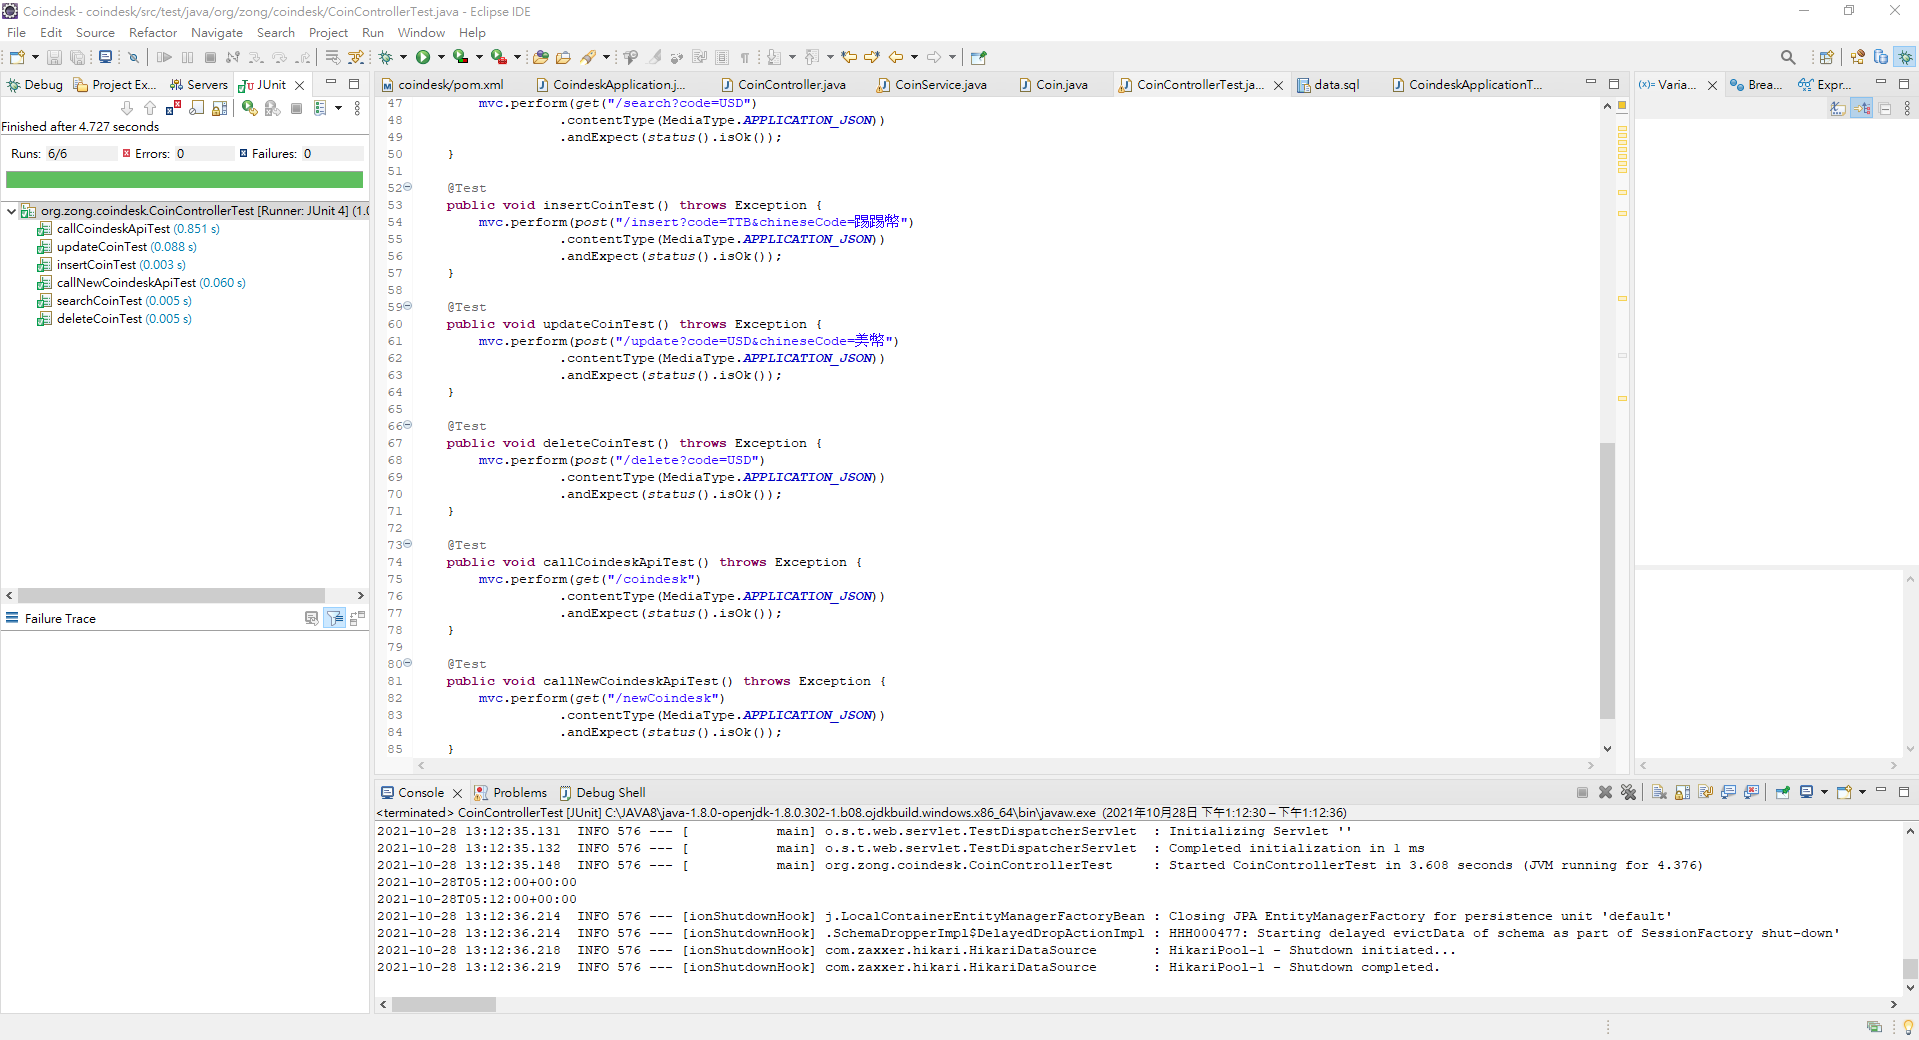 Coindesk - coindesk/src/test/java/org/zong/coindesk/CoinControllerTest.java - Eclipse IDE
File Edit Source Refactor Navigate Search Project Run Window Help
Debug Project Ex... Servers JUnit
Finished after 4.727 seconds
Runs: 6/6 Errors: 0 Failures: 0
org.zong.coindesk.CoinControllerTest [Runner: JUnit 4] (1.0
callCoindeskApiTest (0.851 s)
updateCoinTest (0.088 s)
insertCoinTest (0.003 s)
callNewCoindeskApiTest (0.060 s)
searchCoinTest (0.005 s)
deleteCoinTest (0.005 s)
Failure Trace
coindesk/pom.xml CoindeskApplication.j... CoinController.java CoinService.java Coin.java CoinControllerTest.ja... data.sql CoindeskApplicationT...
47 mvc.perform(get("/search?code=USD")
48 .contentType(MediaType.APPLICATION_JSON))
49 .andExpect(status().isOk());
50 }
51
52 @Test
53 public void insertCoinTest() throws Exception {
54 mvc.perform(post("/insert?code=TTB&chineseCode=踢踢幣")
55 .contentType(MediaType.APPLICATION_JSON))
56 .andExpect(status().isOk());
57 }
58
59 @Test
60 public void updateCoinTest() throws Exception {
61 mvc.perform(post("/update?code=USD&chineseCode=美幣")
62 .contentType(MediaType.APPLICATION_JSON))
63 .andExpect(status().isOk());
64 }
65
66 @Test
67 public void deleteCoinTest() throws Exception {
68 mvc.perform(post("/delete?code=USD")
69 .contentType(MediaType.APPLICATION_JSON))
70 .andExpect(status().isOk());
71 }
72
73 @Test
74 public void callCoindeskApiTest() throws Exception {
75 mvc.perform(get("/coindesk")
76 .contentType(MediaType.APPLICATION_JSON))
77 .andExpect(status().isOk());
78 }
79
80 @Test
81 public void callNewCoindeskApiTest() throws Exception {
82 mvc.perform(get("/newCoindesk")
83 .contentType(MediaType.APPLICATION_JSON))
84 .andExpect(status().isOk());
85 }
(x)= Varia... Brea... Expr...
Console Problems Debug Shell
<terminated> CoinControllerTest [JUnit] C:\JAVA8\java-1.8.0-openjdk-1.8.0.302-1.b08.ojdkbuild.windows.x86_64\bin\javaw.exe (2021年10月28日 下午1:12:30 – 下午1:12:36)
2021-10-28 13:12:35.131 INFO 576 --- [ main] o.s.t.web.servlet.TestDispatcherServlet : Initializing Servlet ''
2021-10-28 13:12:35.132 INFO 576 --- [ main] o.s.t.web.servlet.TestDispatcherServlet : Completed initialization in 1 ms
2021-10-28 13:12:35.148 INFO 576 --- [ main] org.zong.coindesk.CoinControllerTest : Started CoinControllerTest in 3.608 seconds (JVM running for 4.376)
2021-10-28T05:12:00+00:00
2021-10-28T05:12:00+00:00
2021-10-28 13:12:36.214 INFO 576 --- [ionShutdownHook] j.LocalContainerEntityManagerFactoryBean : Closing JPA EntityManagerFactory for persistence unit 'default'
2021-10-28 13:12:36.214 INFO 576 --- [ionShutdownHook] .SchemaDropperImpl$DelayedDropActionImpl : HHH000477: Starting delayed evictData of schema as part of SessionFactory shut-down'
2021-10-28 13:12:36.218 INFO 576 --- [ionShutdownHook] com.zaxxer.hikari.HikariDataSource : HikariPool-1 - Shutdown initiated...
2021-10-28 13:12:36.219 INFO 576 --- [ionShutdownHook] com.zaxxer.hikari.HikariDataSource : HikariPool-1 - Shutdown completed.